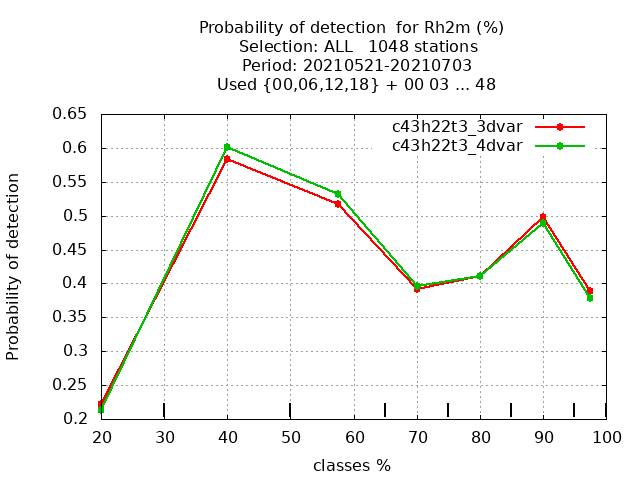 Probability of detection  for Rh2m (%)
Selection: ALL   1048 stations
Period: 20210521-20210703
Used {00,06,12,18} + 00 03 ... 48
c43h22t3_3dvar
c43h22t3_4dvar
Probability of detection
0.65
0.6
0.55
0.5
0.45
0.4
0.35
0.3
0.25
0.2
20 30 40 50 60 70 80 90 100
classes %